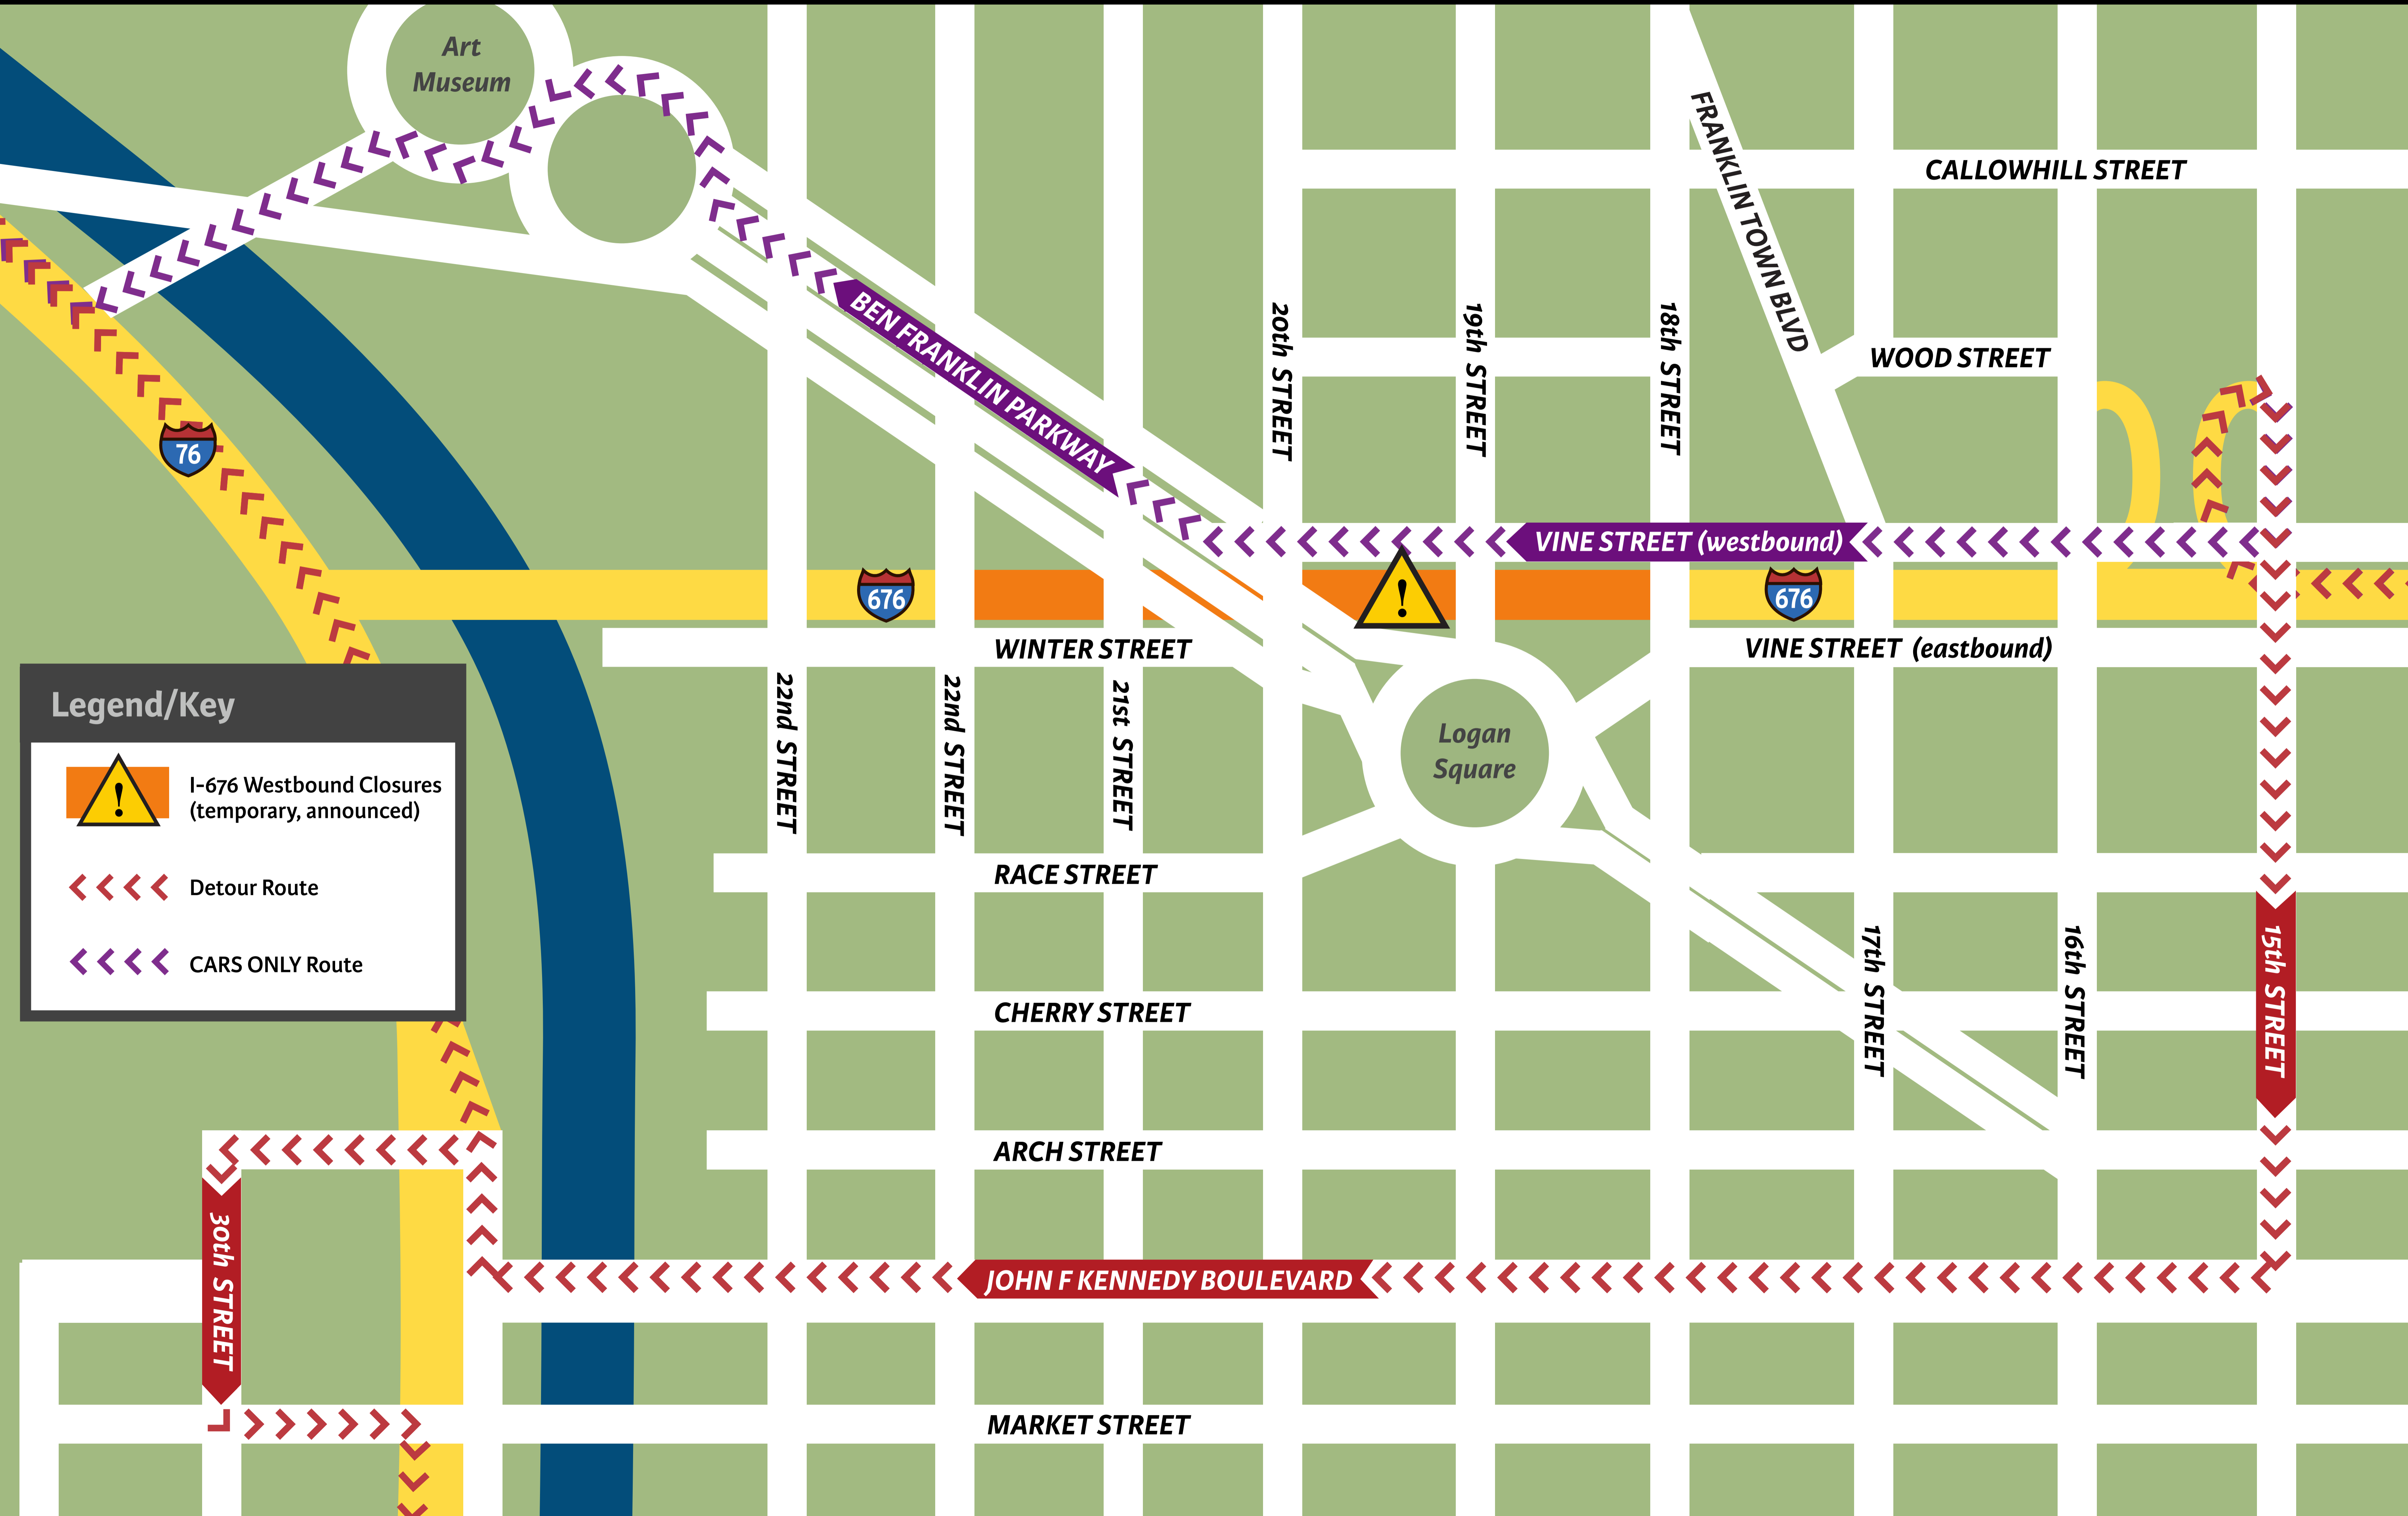 Art
Museum
CALLOWHILL STREET
FRANKLIN TOWN BLVD
WOOD STREET
BEN FRANKLIN PARKWAY
20th STREET
19th STREET
18th STREET
76
VINE STREET (westbound)
676
676
WINTER STREET
VINE STREET (eastbound)
22nd STREET
22nd STREET
21st STREET
Logan
Square
Legend/Key
!
!
I-676 Westbound Closures
(temporary, announced)
Detour Route
CARS ONLY Route
RACE STREET
17th STREET
16th STREET
15th STREET
CHERRY STREET
ARCH STREET
30th STREET
JOHN F KENNEDY BOULEVARD
MARKET STREET